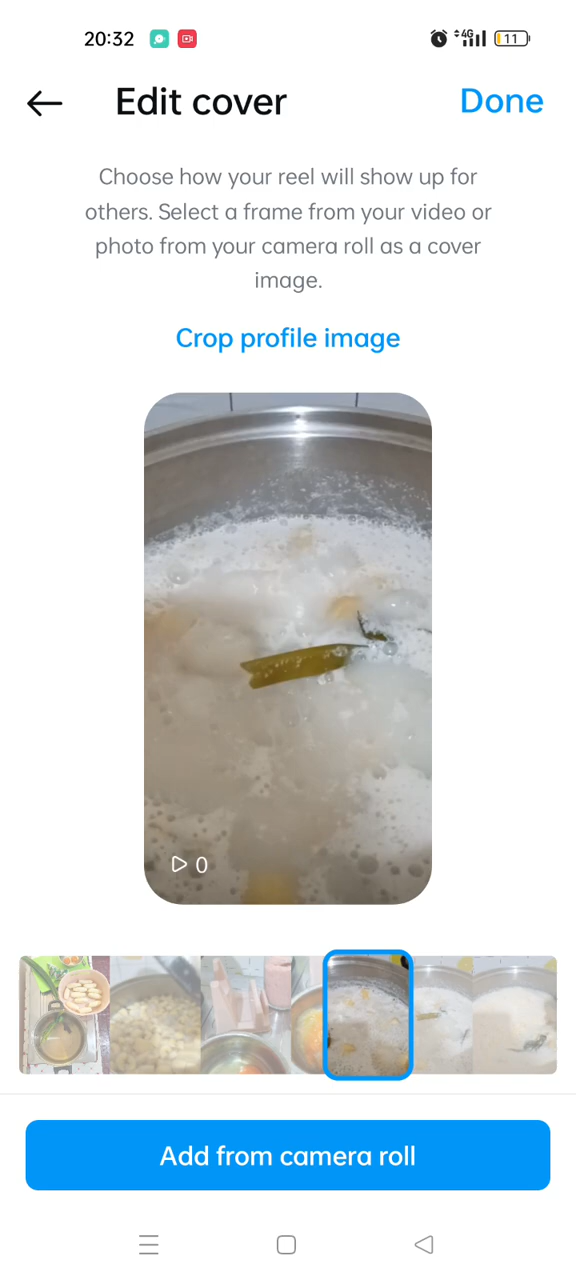 20:32
4G
11
Edit cover
Done
Choose how your reel will show up for
others. Select a frame from your video or
photo from your camera roll as a cover
image.
Crop profile image
0
Add from camera roll